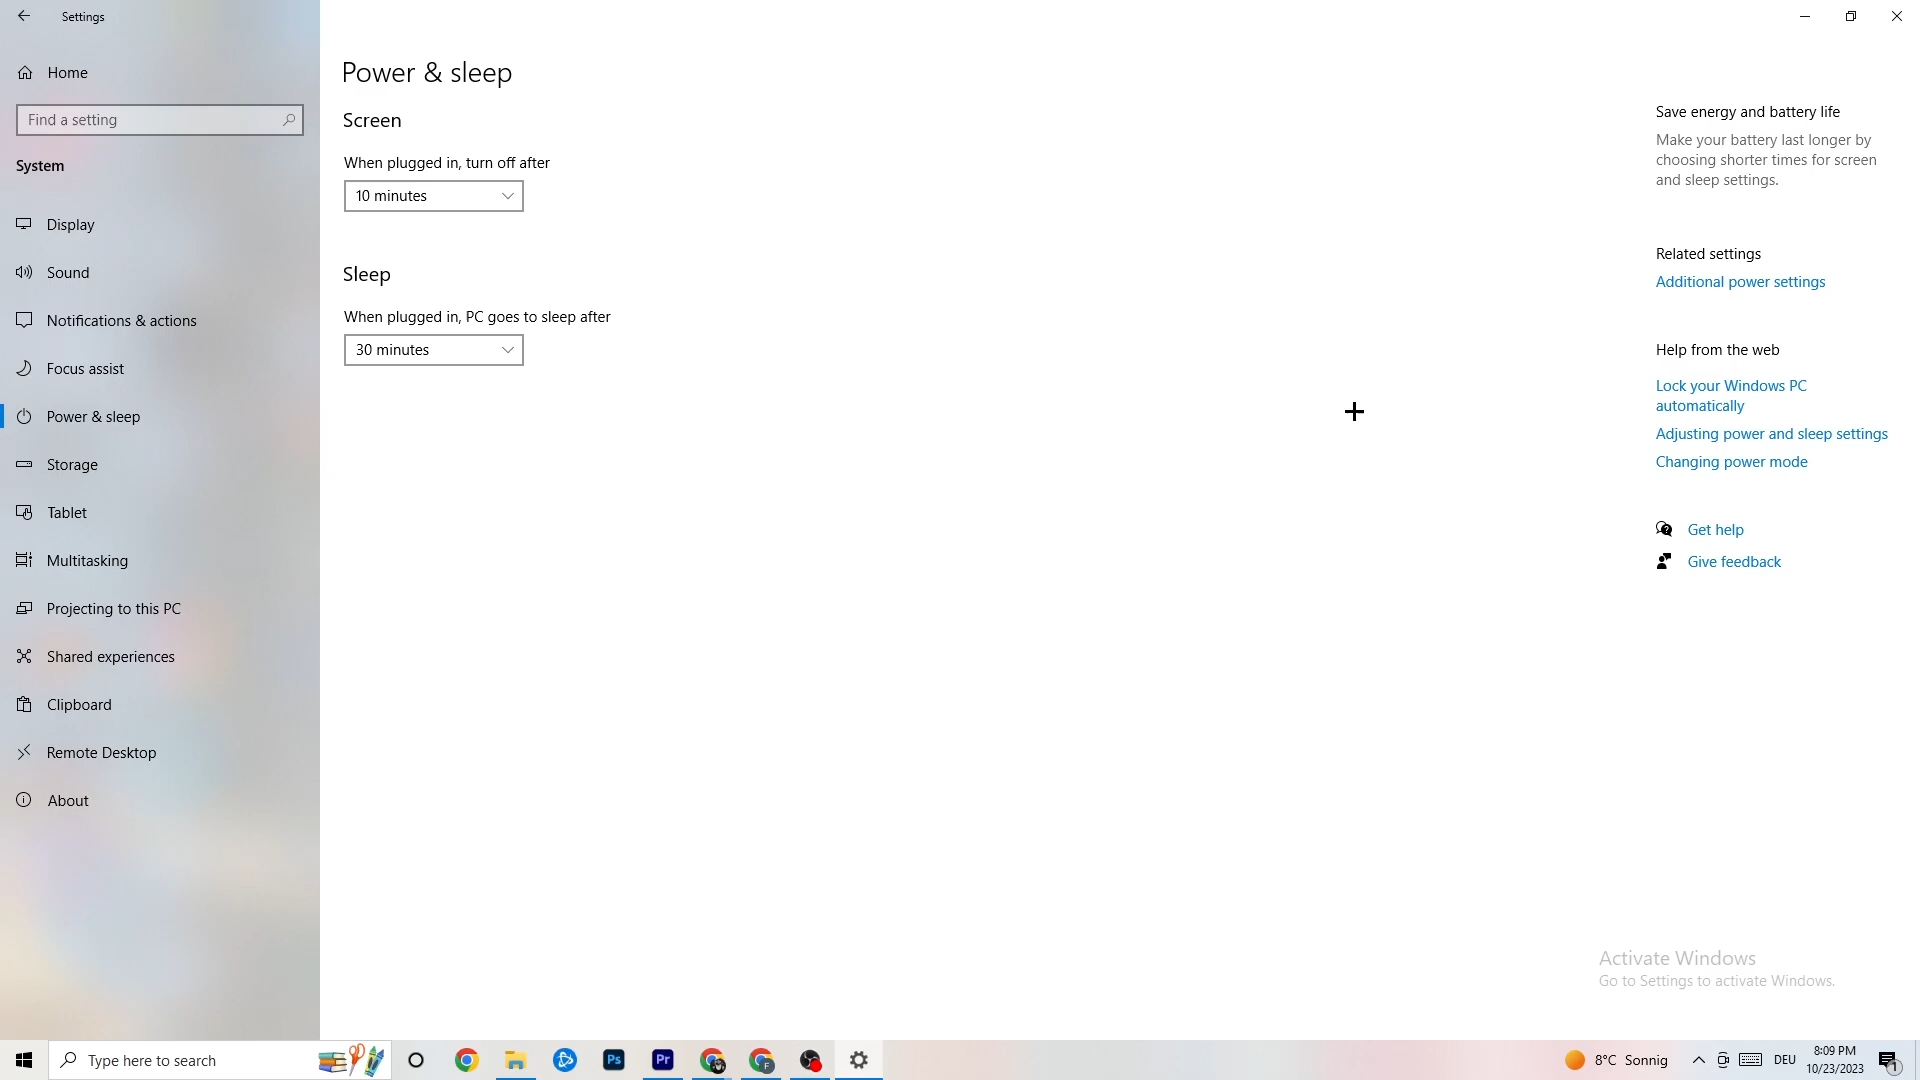 Settings
Home
Find a setting
System
Display
Sound
Notifications & actions
Focus assist
Power & sleep
Storage
Tablet
Multitasking
Projecting to this PC
Shared experiences
Clipboard
Remote Desktop
About
Power & sleep
Screen
When plugged in, turn off after
10 minutes
Sleep
When plugged in, PC goes to sleep after
30 minutes
Save energy and battery life
Make your battery last longer by
choosing shorter times for screen
and sleep settings.
Related settings
Additional power settings
Help from the web
Lock your Windows PC
automatically
Adjusting power and sleep settings
Changing power mode
Get help
Give feedback
Activate Windows
Go to Settings to activate Windows.
Type here to search
Ps
Pr
F
8°C Sonnig
DEU
8:09 PM
10/23/2023
1